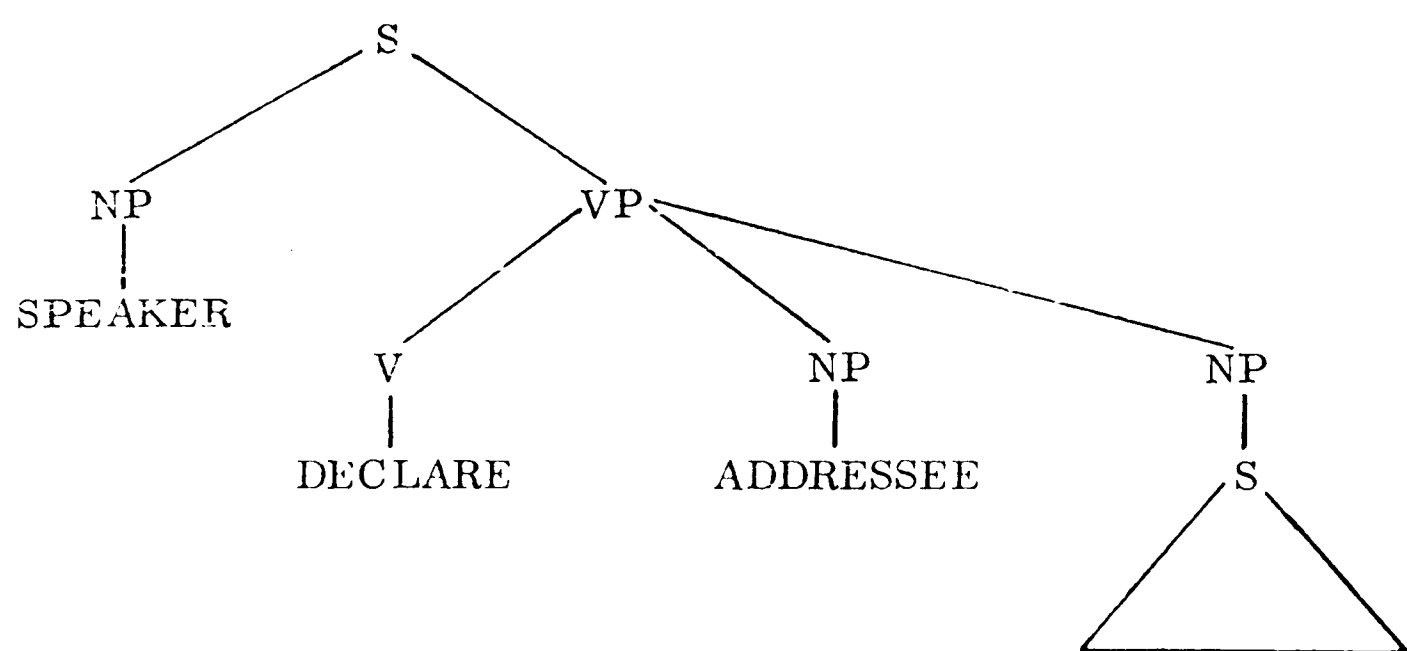 S
NP VP
SPEAKER
V NP NP
DECLARE ADDRESSEE S